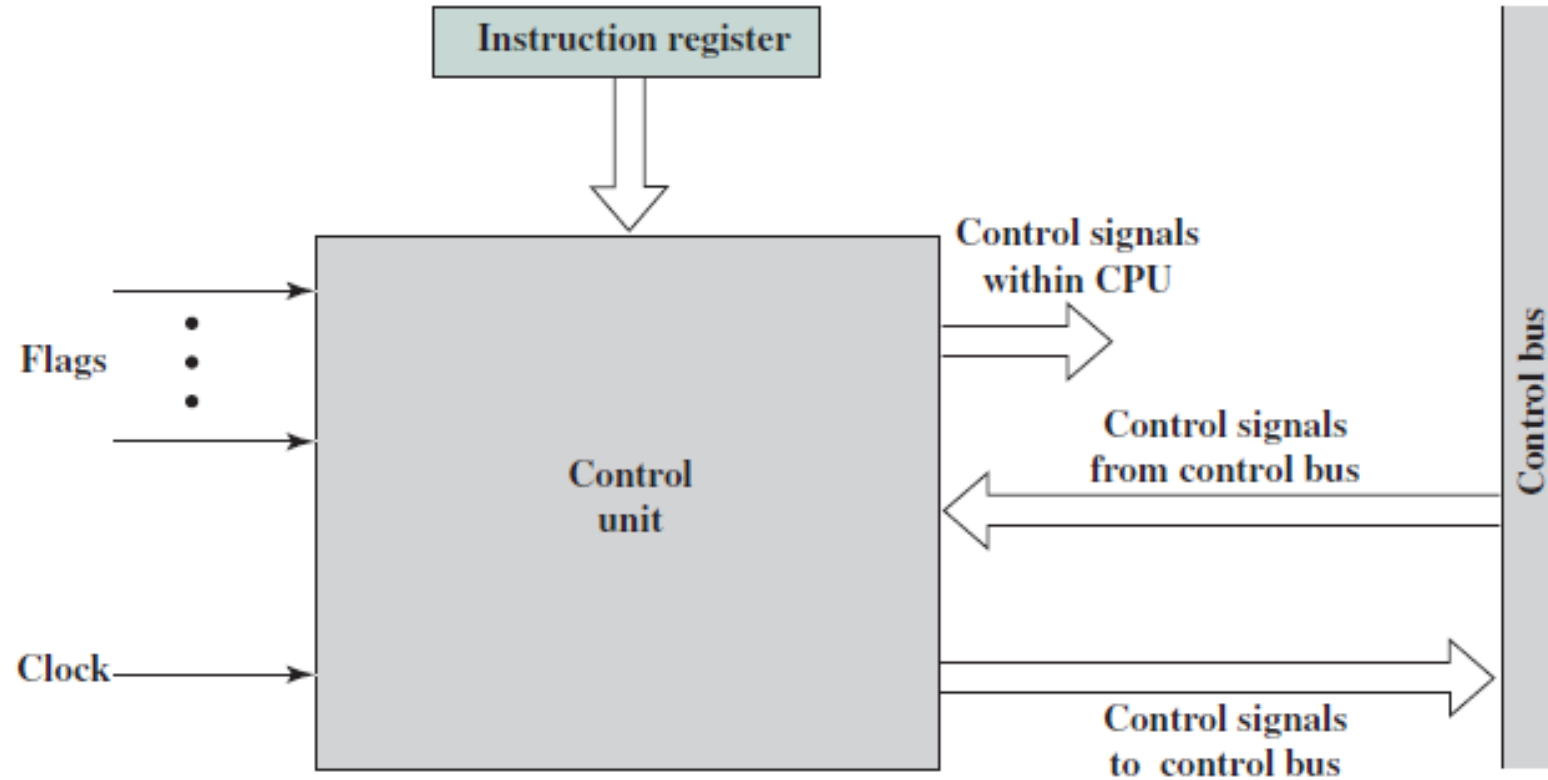 Instruction register
Control signals
within CPU
Flags
Control signals
from control bus
Control bus
Control
unit
Clock
Control signals
to control bus